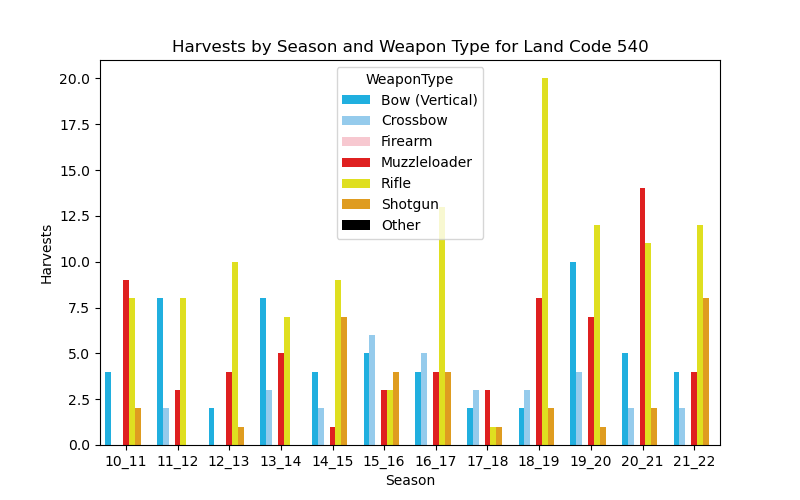 Harvests by Season and Weapon Type for Land Code 540
20.0
17.5
15.0
12.5
10.0
7.5
5.0
2.5
0.0
Harvests
WeaponType
Bow (Vertical)
Crossbow
Firearm
Muzzleloader
Rifle
Shotgun
Other
10_11 11_12 12_13 13_14 14_15 15_16 16_17 17_18 18_19 19_20 20_21 21_22
Season